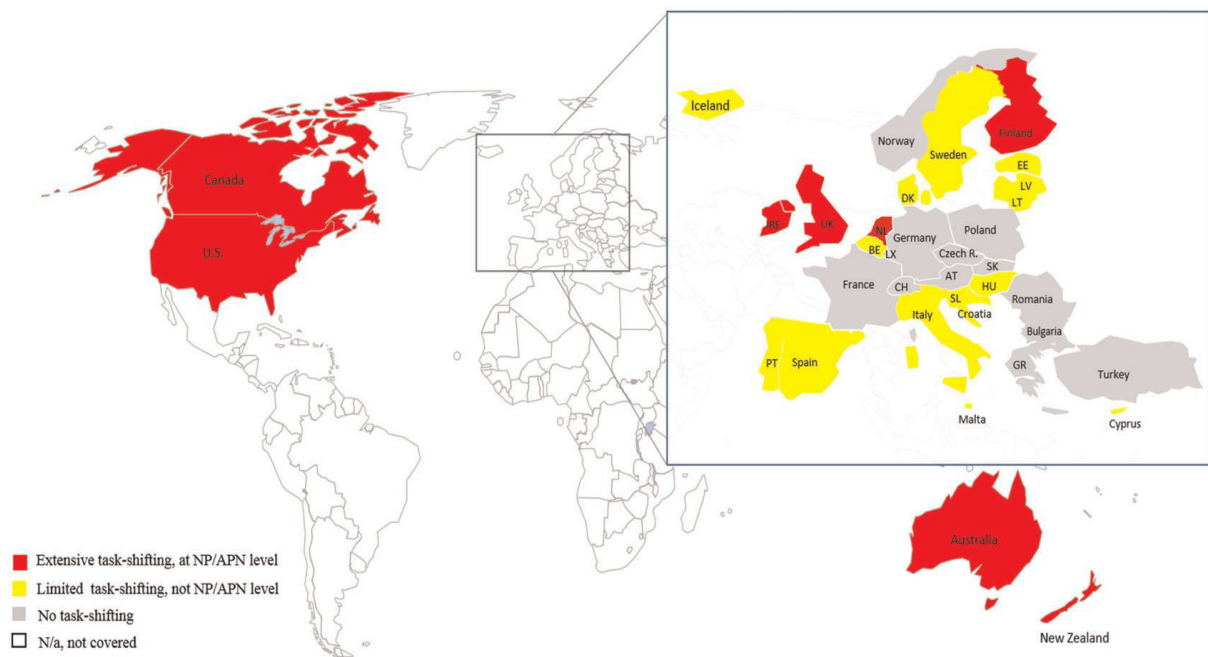 Iceland
Norway
Finland
Sweden
EE
LV
LT
DK
IRE
UK
NL
BE
LX
Germany
Poland
Czech R.
SK
AT
CH
France
HU
SL
Romania
Italy
Croatia
Bulgaria
PT
Spain
GR
Turkey
Malta
Cyprus
Canada
U.S.
Australia
New Zealand
Extensive task-shifting, at NP/APN level
Limited task-shifting, not NP/APN level
No task-shifting
N/a, not covered